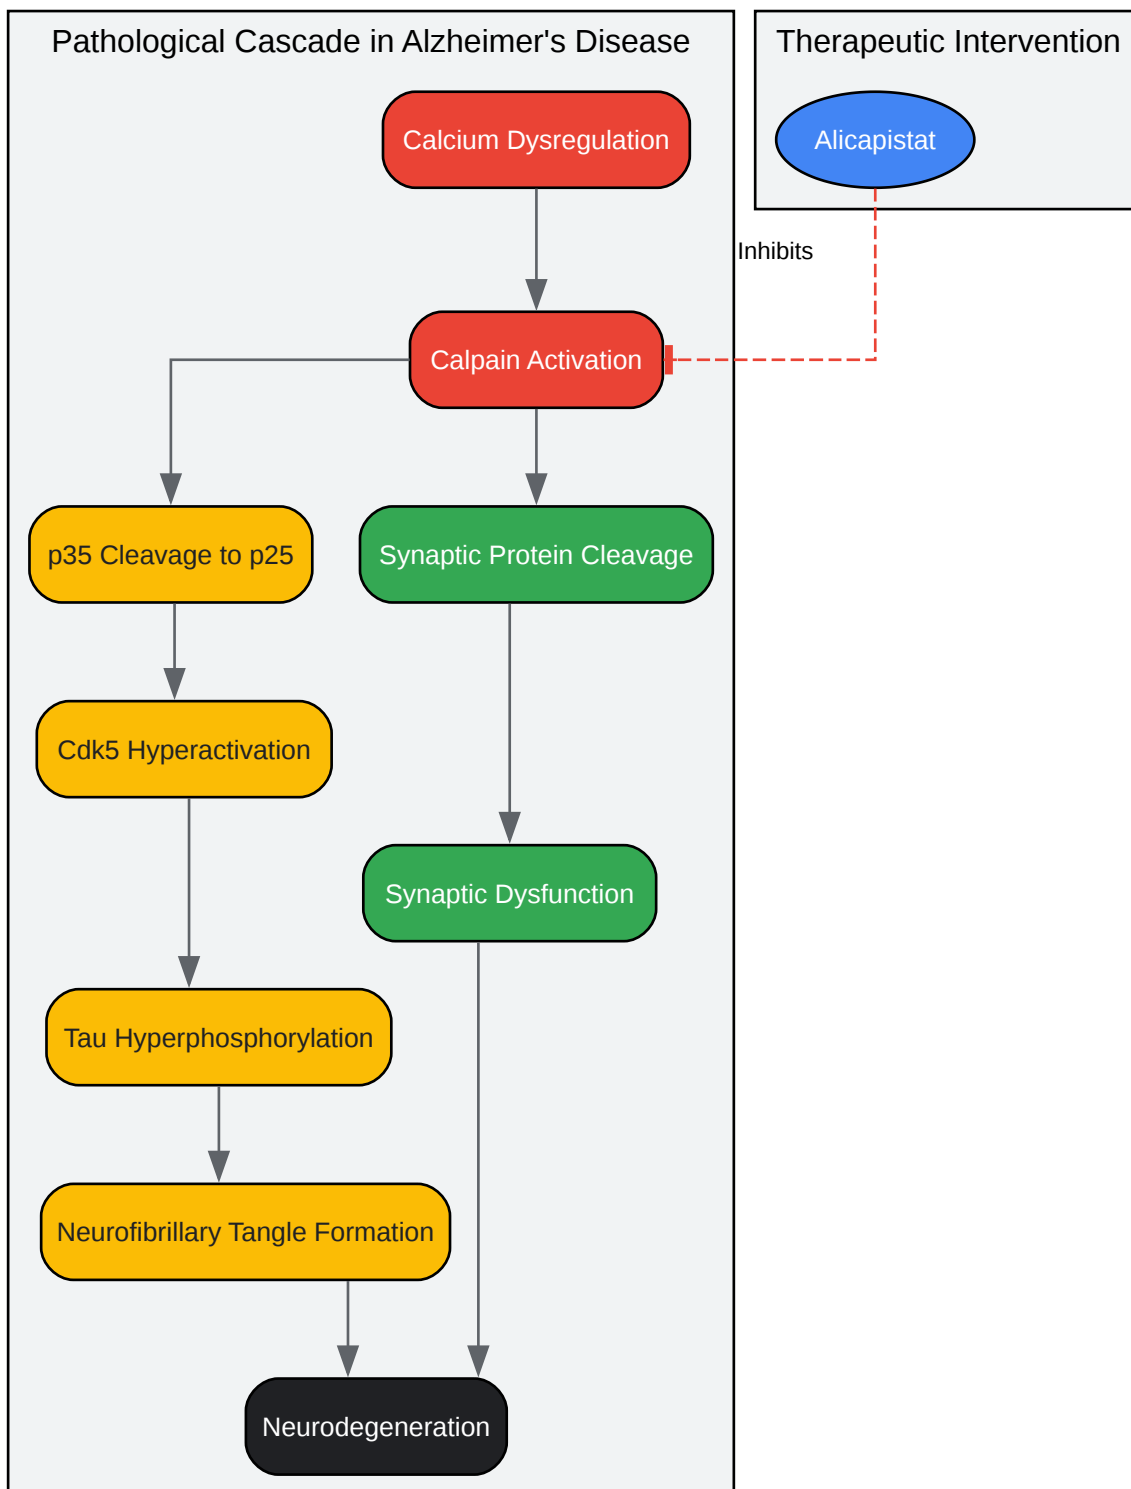 Pathological Cascade in Alzheimer's Disease
Therapeutic Intervention
Calcium Dysregulation
Alicapistat
Inhibits
Calpain Activation
p35 Cleavage to p25
Synaptic Protein Cleavage
Cdk5 Hyperactivation
Synaptic Dysfunction
Tau Hyperphosphorylation
Neurofibrillary Tangle Formation
Neurodegeneration